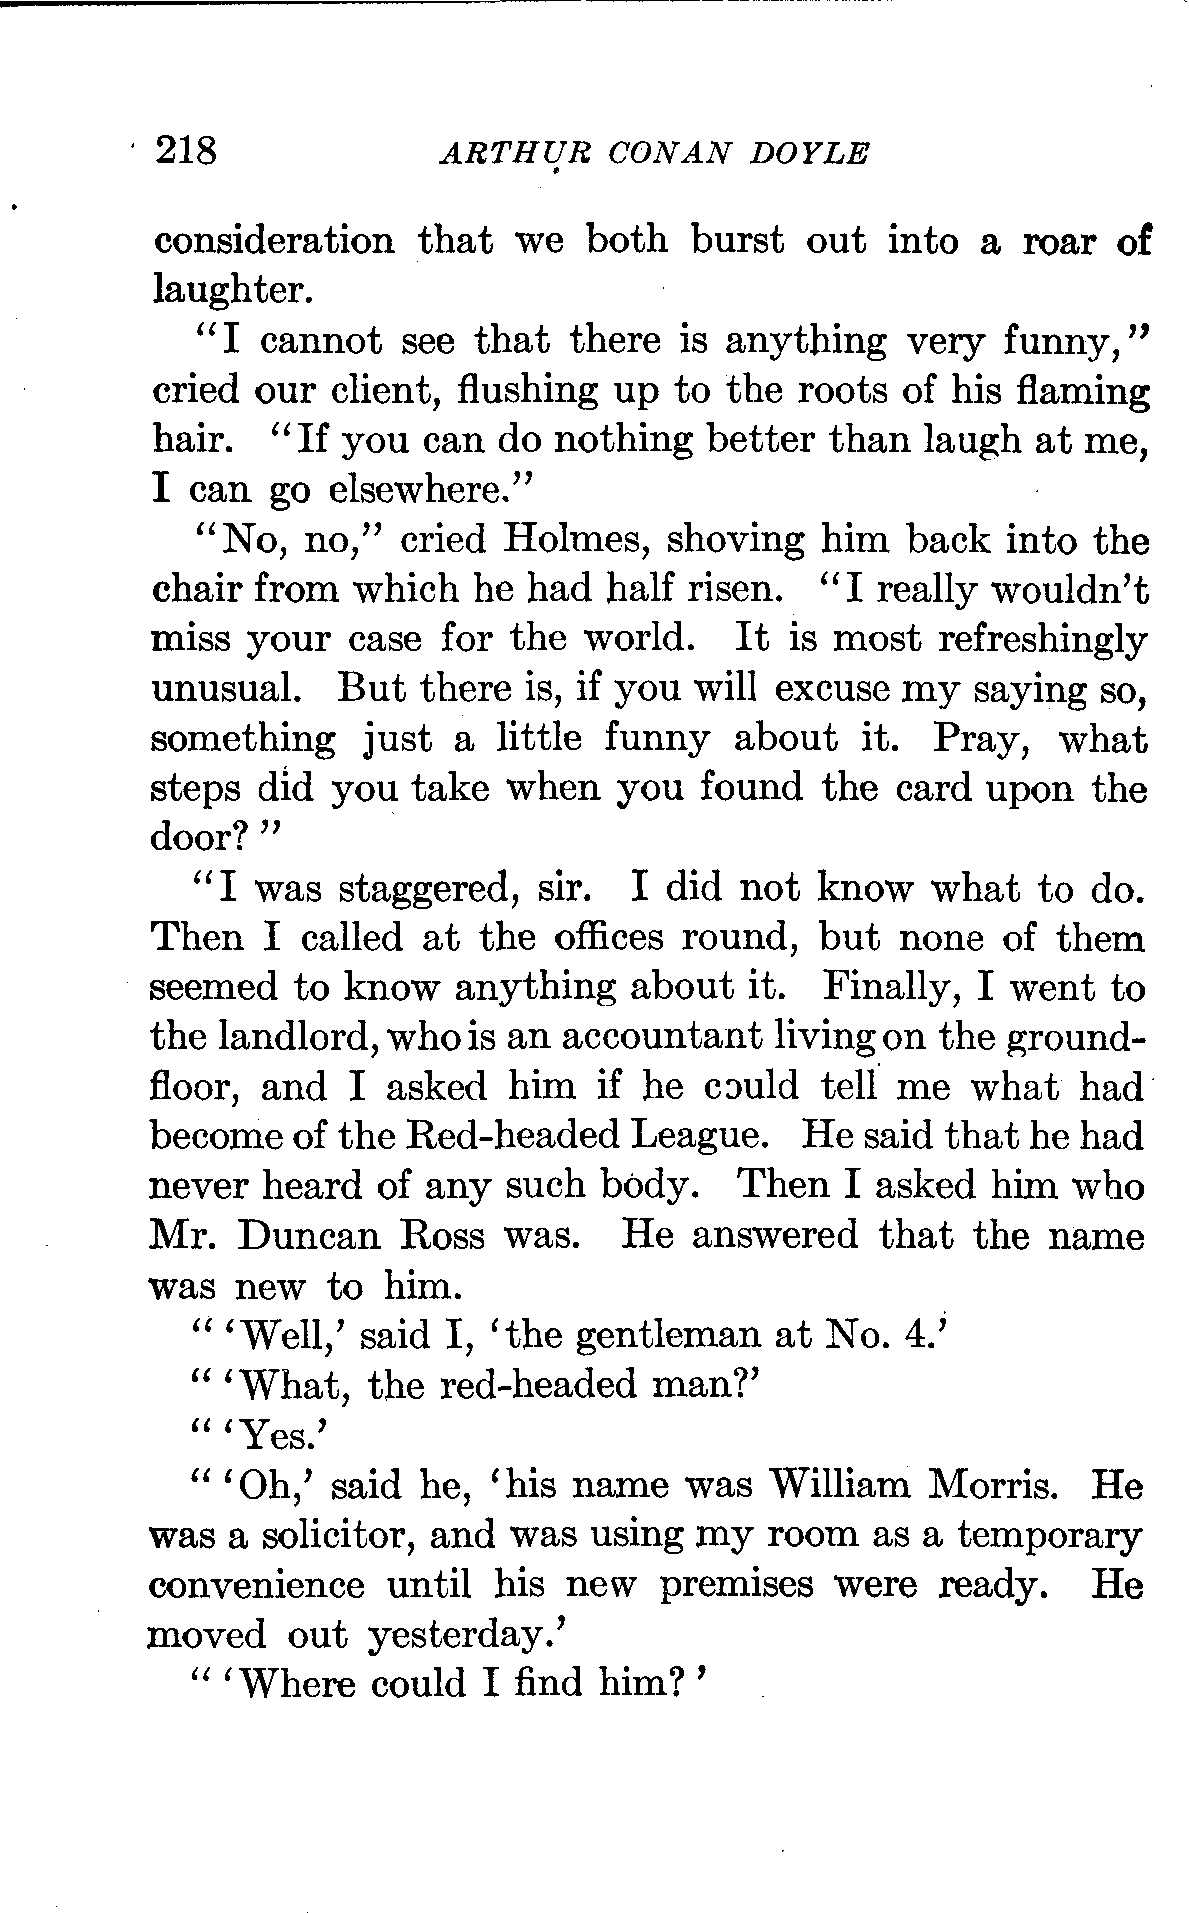 218 ARTHUR CONAN DOYLE
consideration that we both burst out into a roar of
laughter.
"I cannot see that there is anything very funny,"
cried our client, flushing up to the roots of his flaming
hair. "If you can do nothing better than laugh at me,
I can go elsewhere."
"No, no," cried Holmes, shoving him back into the
chair from which he had half risen. "I really wouldn't
miss your case for the world. It is most refreshingly
unusual. But there is, if you will excuse my saying so,
something just a little funny about it. Pray, what
steps did you take when you found the card upon the
door?"
"I was staggered, sir. I did not know what to do.
Then I called at the offices round, but none of them
seemed to know anything about it. Finally, I went to
the landlord, who is an accountant living on the ground-
floor, and I asked him if he could tell me what had
become of the Red-headed League. He said that he had
never heard of any such body. Then I asked him who
Mr. Duncan Ross was. He answered that the name
was new to him.
"'Well,' said I, 'the gentleman at No. 4.'
"'What, the red-headed man?'
"'Yes.'
"'Oh,' said he, 'his name was William Morris. He
was a solicitor, and was using my room as a temporary
convenience until his new premises were ready. He
moved out yesterday.'
"'Where could I find him?'